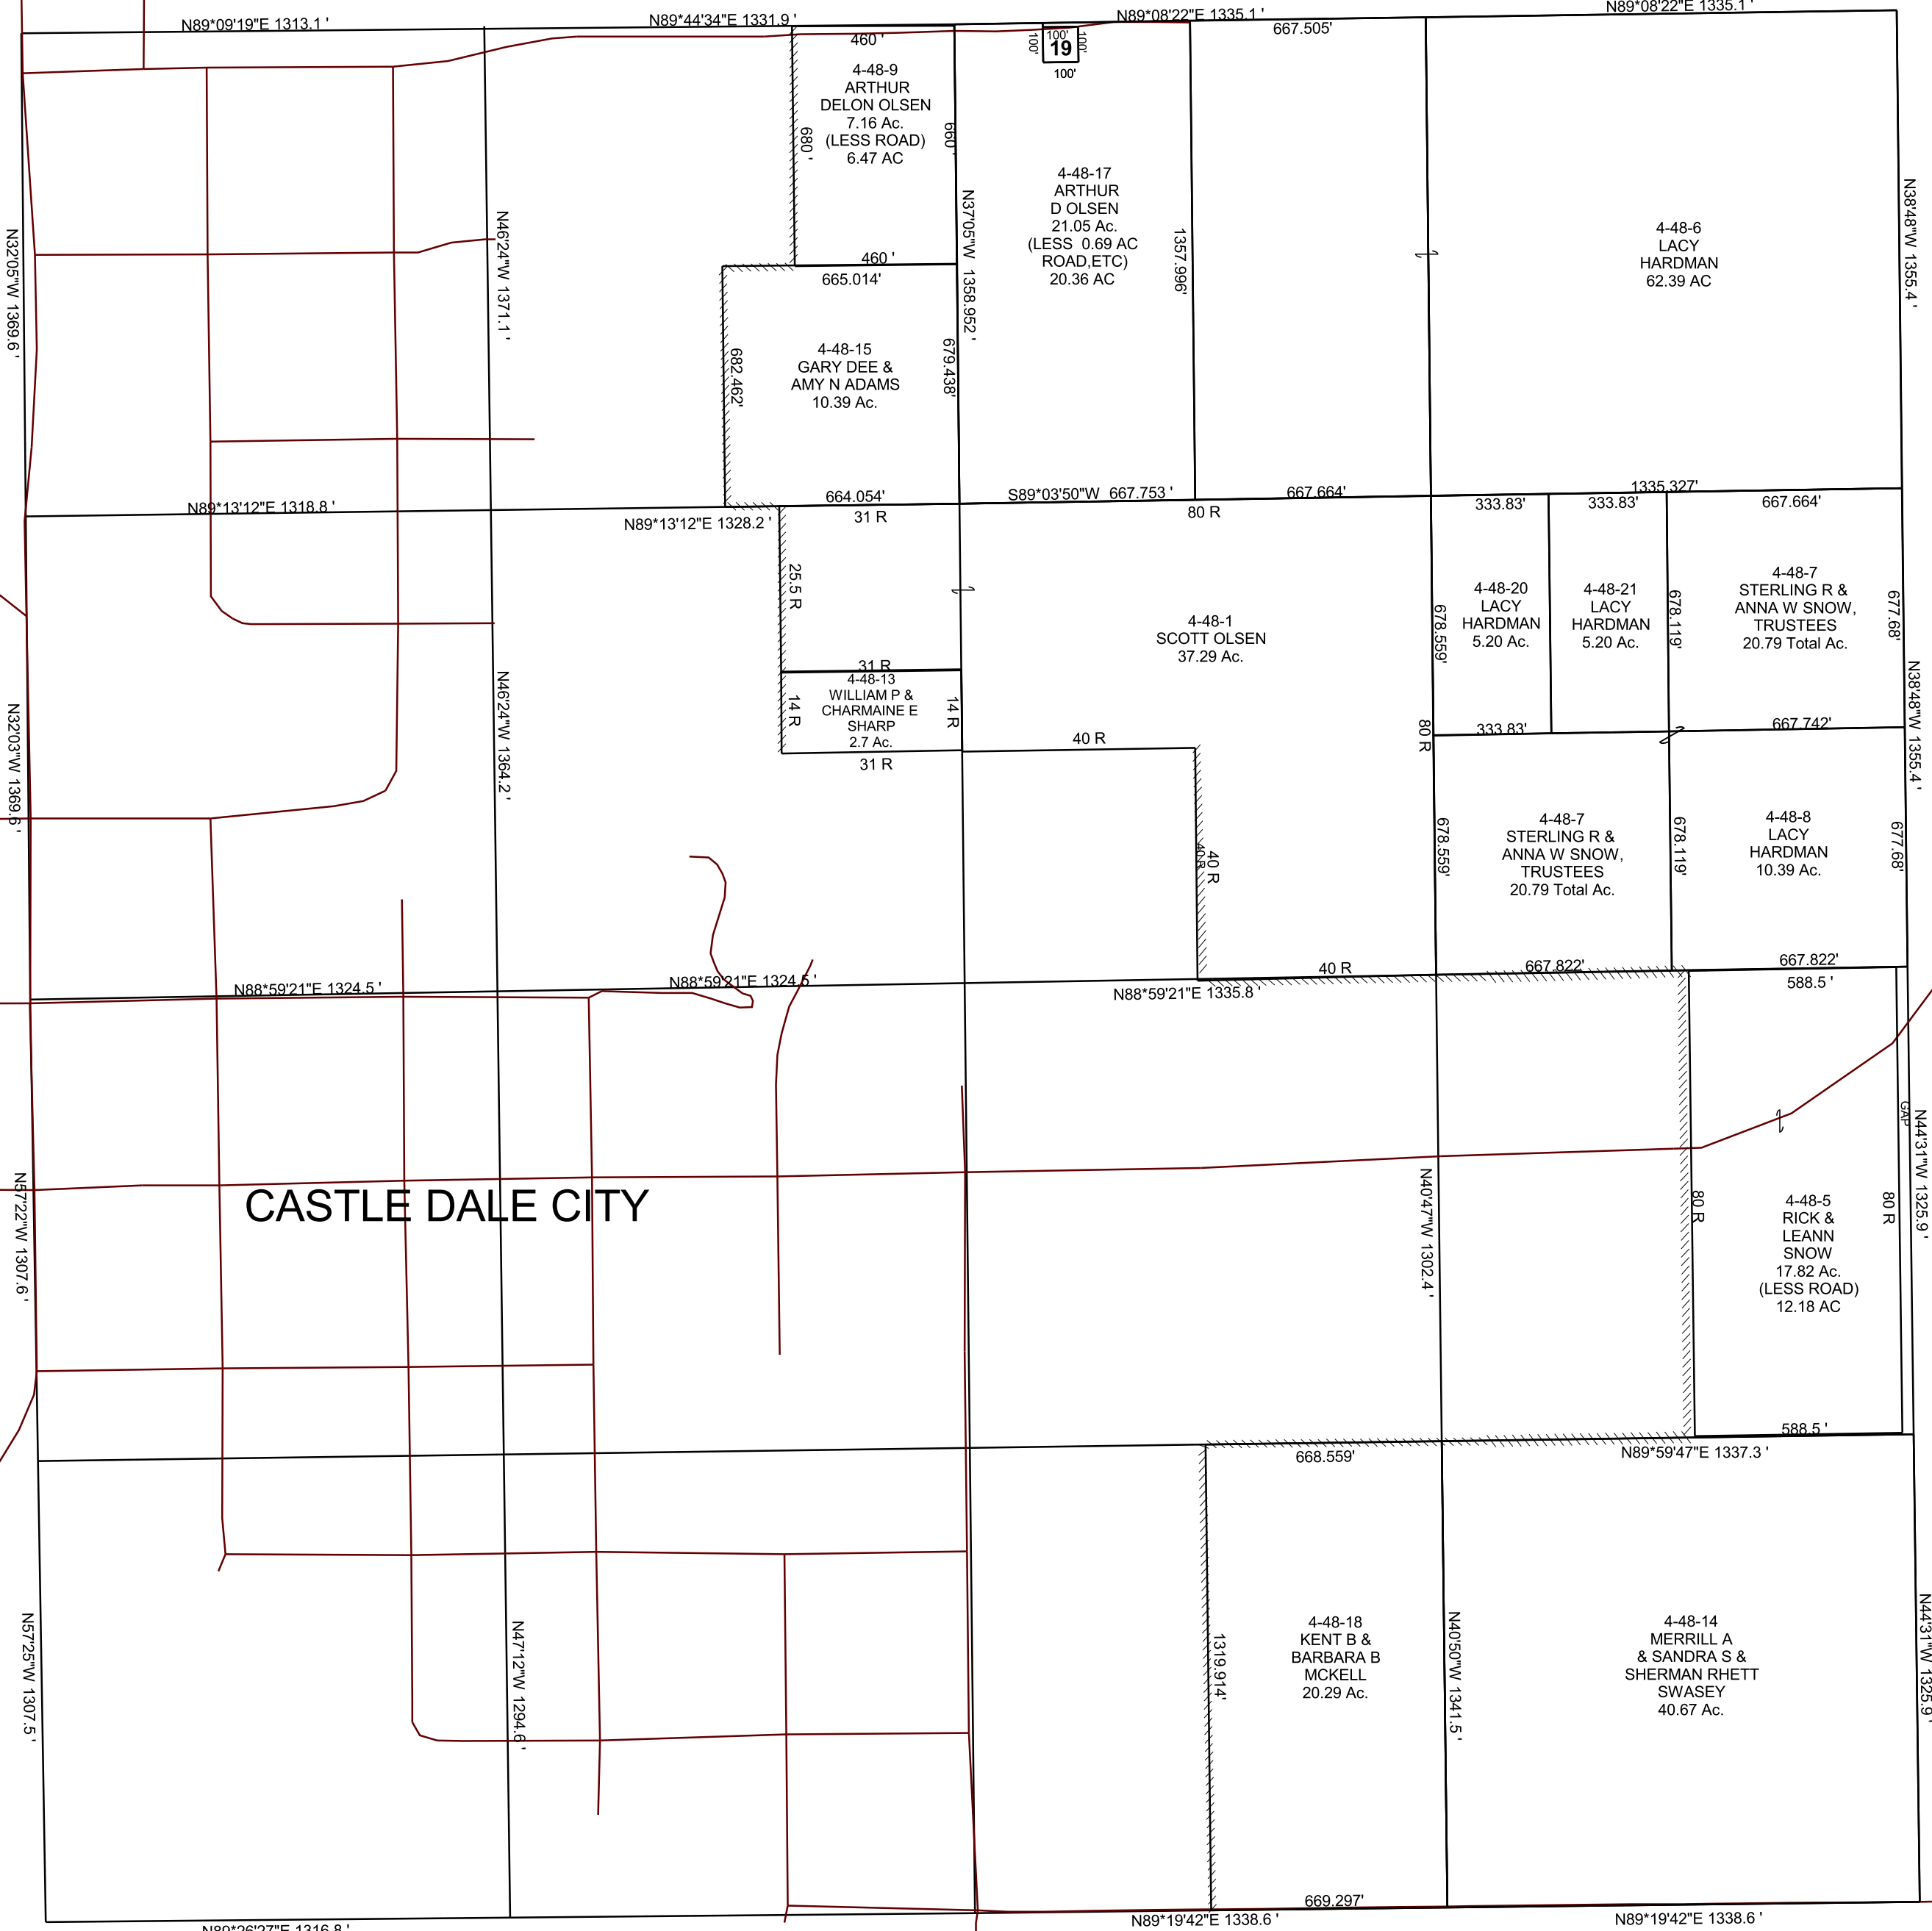 N89*09'19"E 1313.1 '
N89*44'34"E 1331.9 '
N89*08'22"E 1335.1 '
N89*08'22"E 1335.1 '
460 '
100'
100'
100'
19
100'
667.505'
4-48-9
ARTHUR
DELON OLSEN
7.16 Ac.
(LESS ROAD)
6.47 AC
680 '
660 '
460 '
4-48-17
ARTHUR
D OLSEN
21.05 Ac.
(LESS 0.69 AC
ROAD,ETC)
20.36 AC
1357.996'
4-48-6
LACY
HARDMAN
62.39 AC
N32'05"W 1369.6 '
N46'24"W 1371.1 '
N37'05"W 1358.952 '
N38'48"W 1355.4 '
665.014'
4-48-15
GARY DEE &
AMY N ADAMS
10.39 Ac.
682.462'
679.438'
664.054'
N89*13'12"E 1318.8 '
N89*13'12"E 1328.2 '
S89*03'50"W 667.753 '
667.664'
1335.327'
31 R
80 R
333.83'
333.83'
667.664'
25.5 R
31 R
4-48-13
WILLIAM P &
CHARMAINE E
SHARP
2.7 Ac.
14 R
14 R
31 R
4-48-1
SCOTT OLSEN
37.29 Ac.
40 R
80 R
40 R
40 R
40 R
4-48-20
LACY
HARDMAN
5.20 Ac.
4-48-21
LACY
HARDMAN
5.20 Ac.
4-48-7
STERLING R &
ANNA W SNOW,
TRUSTEES
20.79 Total Ac.
678.559'
678.119'
677.68'
333.83'
667.742'
N32'03"W 1369.6 '
N46'24"W 1364.2 '
N38'48"W 1355.4 '
4-48-7
STERLING R &
ANNA W SNOW,
TRUSTEES
20.79 Total Ac.
4-48-8
LACY
HARDMAN
10.39 Ac.
678.559'
678.119'
677.68'
667.822'
667.822'
N88*59'21"E 1324.5 '
N88*59'21"E 1324.5 '
N88*59'21"E 1335.8 '
588.5 '
GAP
CASTLE DALE CITY
N57'22"W 1307.6 '
N40'47"W 1302.4 '
80 R
80 R
N44'31"W 1325.9 '
4-48-5
RICK &
LEANN
SNOW
17.82 Ac.
(LESS ROAD)
12.18 AC
588.5 '
668.559'
N89*59'47"E 1337.3 '
N57'25"W 1307.5 '
N47'12"W 1294.6 '
1319.914'
4-48-18
KENT B &
BARBARA B
MCKELL
20.29 Ac.
N40'50"W 1341.5 '
4-48-14
MERRILL A
& SANDRA S &
SHERMAN RHETT
SWASEY
40.67 Ac.
N44'31"W 1325.9 '
669.297'
N89*26'27"E 1316.8 '
N89*19'42"E 1338.6 '
N89*19'42"E 1338.6 '